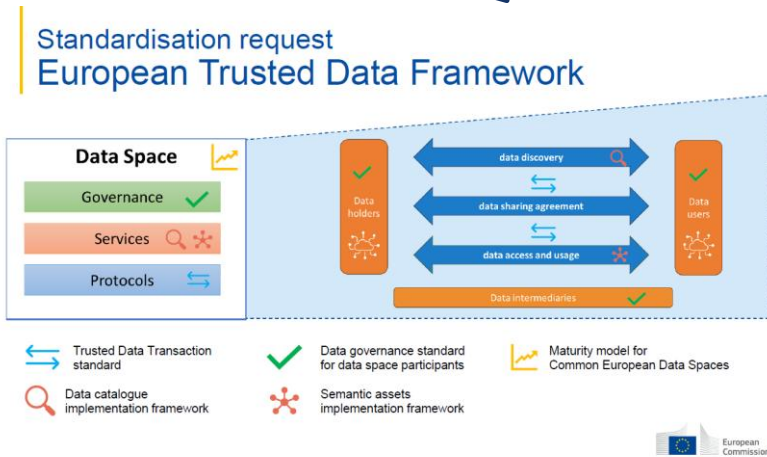 Standardisation request
European Trusted Data Framework
Data Space
Governance
Services
Protocols
Data
holders
data discovery
data sharing agreement
data access and usage
Data
users
Data intermediaries
Trusted Data Transaction
standard
Data governance standard
for data space participants
Maturity model for
Common European Data Spaces
Data catalogue
implementation framework
Semantic assets
implementation framework
European
Commission